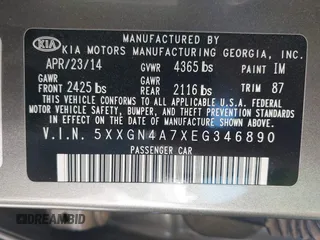 MANUFACTURED BY
KIA KIA MOTORS MANUFACTURING GEORGIA, INC.
APR/23/14 GVWR 4365 lbs PAINT IM
GAWR GAWR
FRONT 2425 lbs REAR 2116 lbs TRIM 87
THIS VEHICLE CONFORMS TO ALL APPLICABLE FEDERAL MOTOR
VEHICLE SAFETY, BUMPER, AND THEFT PREVENTION STANDARDS
IN EFFECT ON THE DATE OF MANUFACTURE SHOWN ABOVE.
V.I.N. 5XXGN4A7XEG346890
PASSENGER CAR
DREAMBID